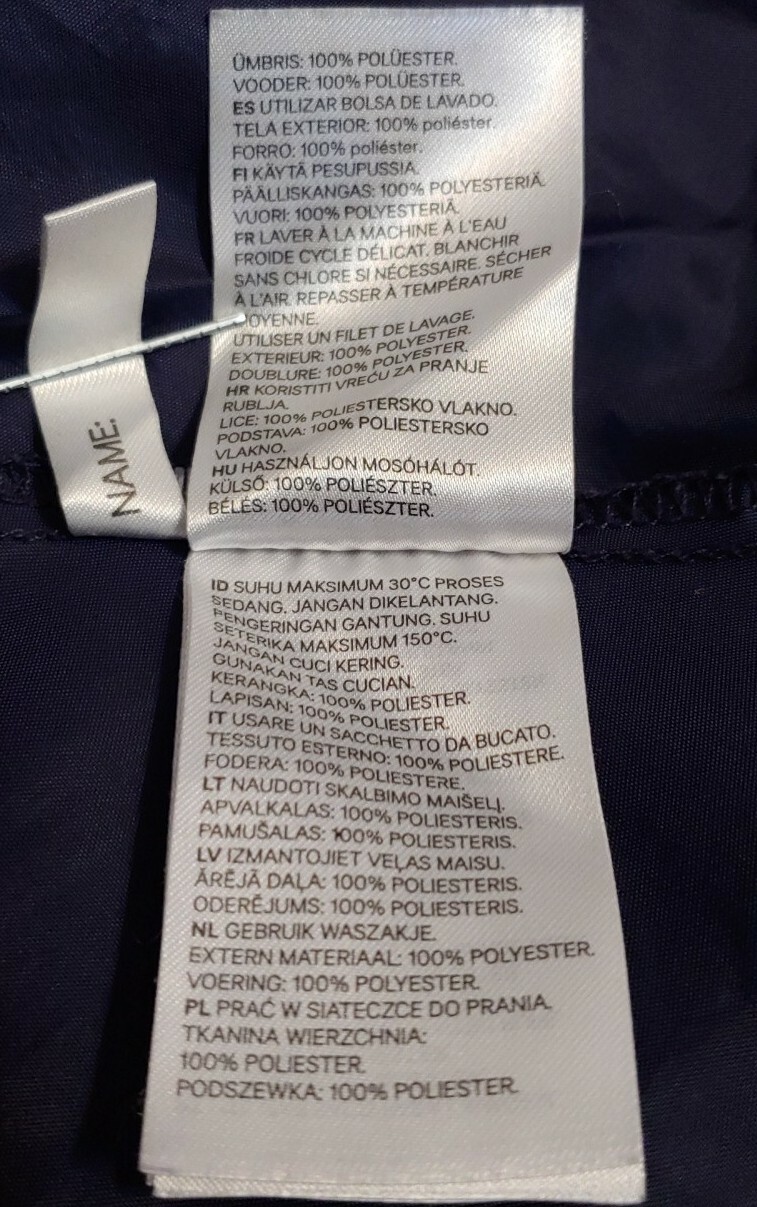 ÜMBRIS: 100% POLÜESTER.
VOODER: 100% POLÜESTER.
ES UTILIZAR BOLSA DE LAVADO.
TELA EXTERIOR: 100% poliéster.
FORRO: 100% poliéster.
FI KÄYTÄ PESUPUSSIA.
PÄÄLLISKANGAS: 100% POLYESTERIÄ.
VUORI: 100% POLYESTERIÄ.
FR LAVER À LA MACHINE À L'EAU
FROIDE CYCLE DÉLICAT. BLANCHIR
SANS CHLORE SI NÉCESSAIRE. SÉCHER
À L'AIR. REPASSER À TEMPÉRATURE
MOYENNE.
UTILISER UN FILET DE LAVAGE.
EXTERIEUR: 100% POLYESTER.
DOUBLURE: 100% POLYESTER.
HR KORISTITI VREĆU ZA PRANJE
RUBLJA.
LICE: 100% POLIESTERSKO VLAKNO.
PODSTAVA: 100% POLIESTERSKO
VLAKNO.
HU HASZNÁLJON MOSÓHÁLÓT.
KÜLSŐ: 100% POLIÉSZTER.
BÉLÉS: 100% POLIÉSZTER.
NAME:
ID SUHU MAKSIMUM 30°C PROSES
SEDANG. JANGAN DIKELANTANG.
PENGERINGAN GANTUNG. SUHU
SETERIKA MAKSIMUM 150°C.
JANGAN CUCI KERING.
GUNAKAN TAS CUCIAN.
KERANGKA: 100% POLIESTER.
LAPISAN: 100% POLIESTER.
IT USARE UN SACCHETTO DA BUCATO.
TESSUTO ESTERNO: 100% POLIESTERE.
FODERA: 100% POLIESTERE.
LT NAUDOTI SKALBIMO MAIŠELĮ.
APVALKALAS: 100% POLIESTERIS.
PAMUŠALAS: 100% POLIESTERIS.
LV IZMANTOJIET VEĻAS MAISU.
ĀRĒJĀ DAĻA: 100% POLIESTERIS.
ODERĒJUMS: 100% POLIESTERIS.
NL GEBRUIK WASZAKJE.
EXTERN MATERIAAL: 100% POLYESTER.
VOERING: 100% POLYESTER.
PL PRAĆ W SIATECZCE DO PRANIA.
TKANINA WIERZCHNIA:
100% POLIESTER.
PODSZEWKA: 100% POLIESTER.